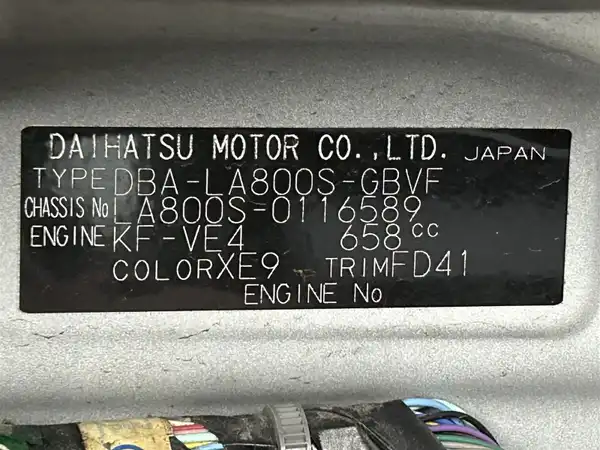 DAIHATSU MOTOR CO.,LTD. JAPAN
TYPE DBA-LA800S-GBVF
CHASSIS No LA800S-0116589
ENGINE KF-VE4 658 CC
COLOR XE9 TRIM FD41
ENGINE No